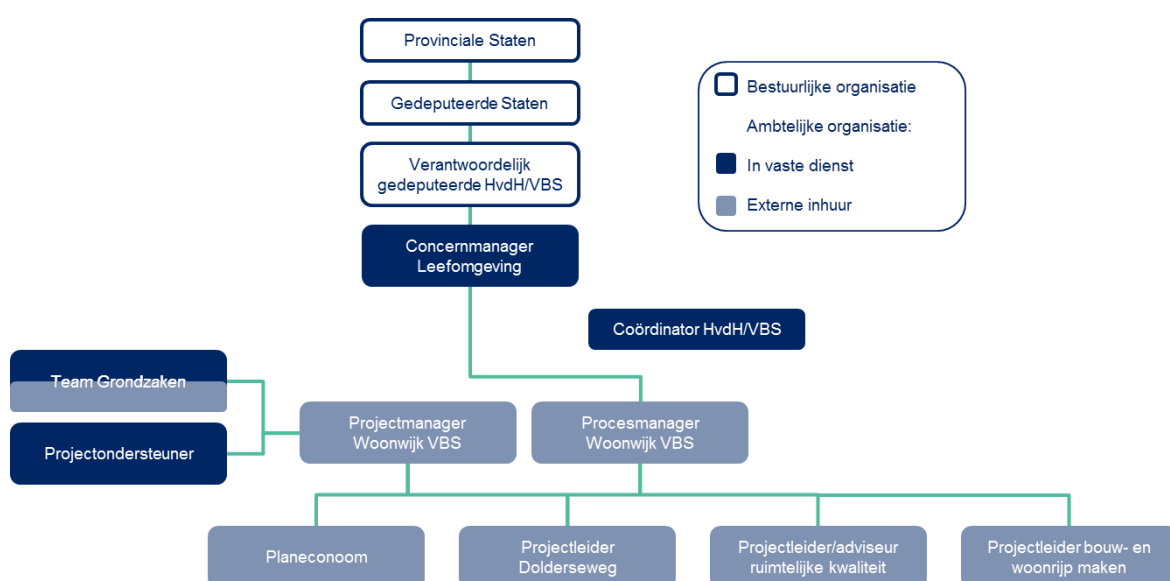 Provinciale Staten
Gedeputeerde Staten
Verantwoordelijk
gedeputeerde HvdH/VBS
Concernmanager
Leefomgeving
Bestuurlijke organisatie
Ambtelijke organisatie:
In vaste dienst
Externe inhuur
Coördinator HvdH/VBS
Team Grondzaken
Projectondersteuner
Projectmanager
Woonwijk VBS
Procesmanager
Woonwijk VBS
Planeconoom
Projectleider
Dolderseweg
Projectleider/adviseur
ruimtelijke kwaliteit
Projectleider bouw- en
woonrijp maken